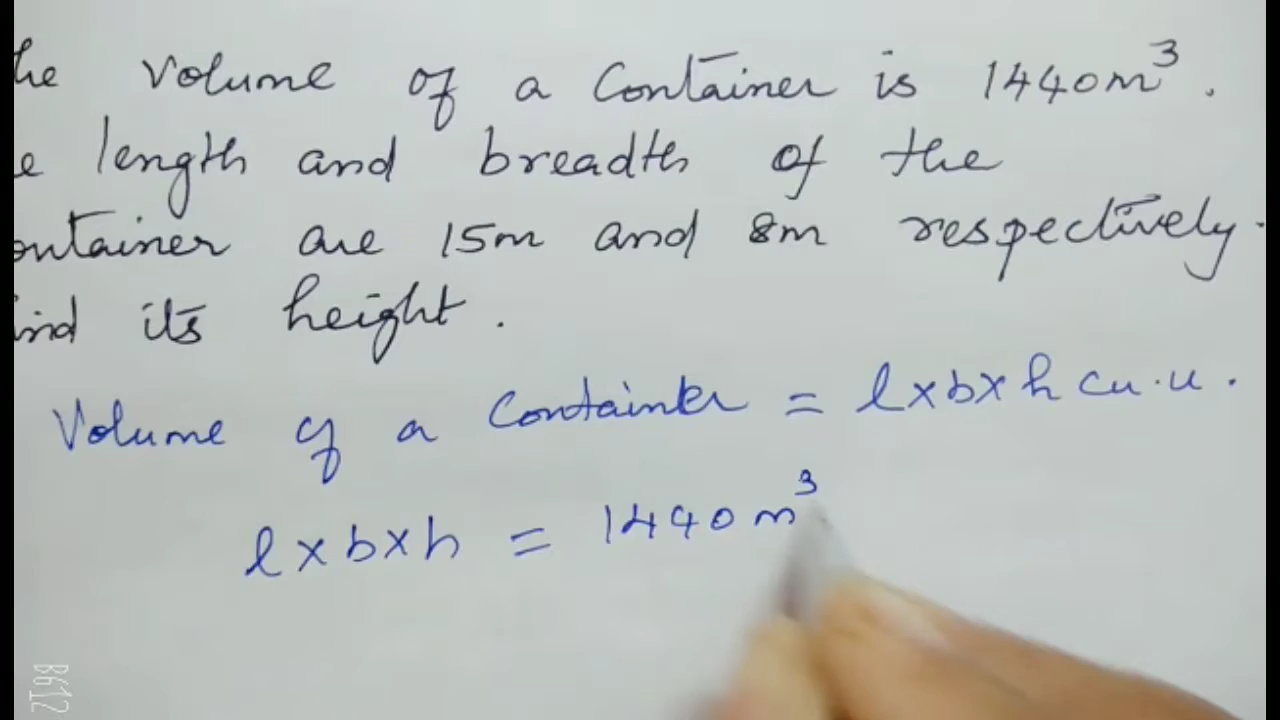 he volume of a Container is 1440m³.
e length and breadth of the
ontainer are 15m and 8m respectively.
ind its height.
Volume of a Container = l×b×h cu.u.
l×b×h = 1440m³
B612